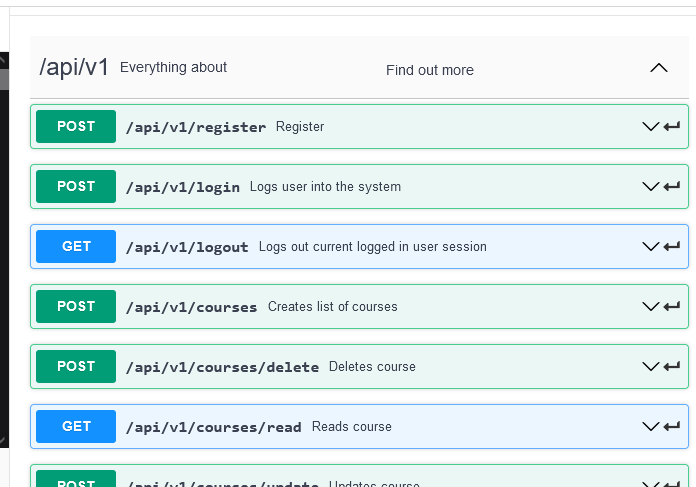 /api/v1 Everything about Find out more
POST /api/v1/register Register
POST /api/v1/login Logs user into the system
GET /api/v1/logout Logs out current logged in user session
POST /api/v1/courses Creates list of courses
POST /api/v1/courses/delete Deletes course
GET /api/v1/courses/read Reads course
POST /api/v1/courses/update Updates course